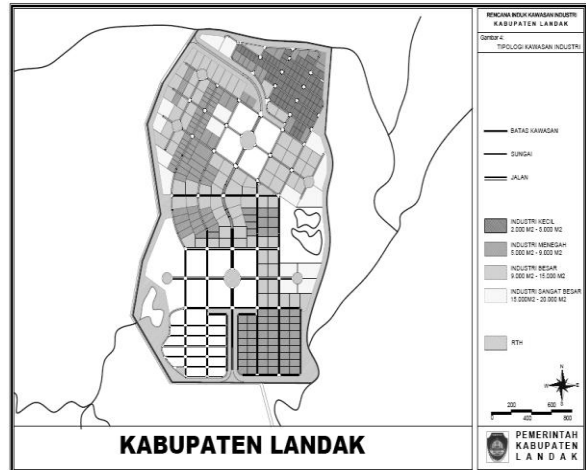 RENCANA INDUK KAWASAN INDUSTRI
KABUPATEN LANDAK
Gambar 4:
TIPOLOGI KAWASAN INDUSTRI
BATAS KAWASAN
SUNGAI
JALAN
INDUSTRI KECIL
2.000 M2 - 5.000 M2
INDUSTRI MENEGAH
5.000 M2 - 9.000 M2
INDUSTRI BESAR
9.000 M2 - 15.000 M2
INDUSTRI DANGAT BESAR
15.000M2 - 20.000 M2
RTH
N
W E
S
200 600
0 400 800
KABUPATEN LANDAK
PEMERINTAH
KABUPATEN
LANDAK